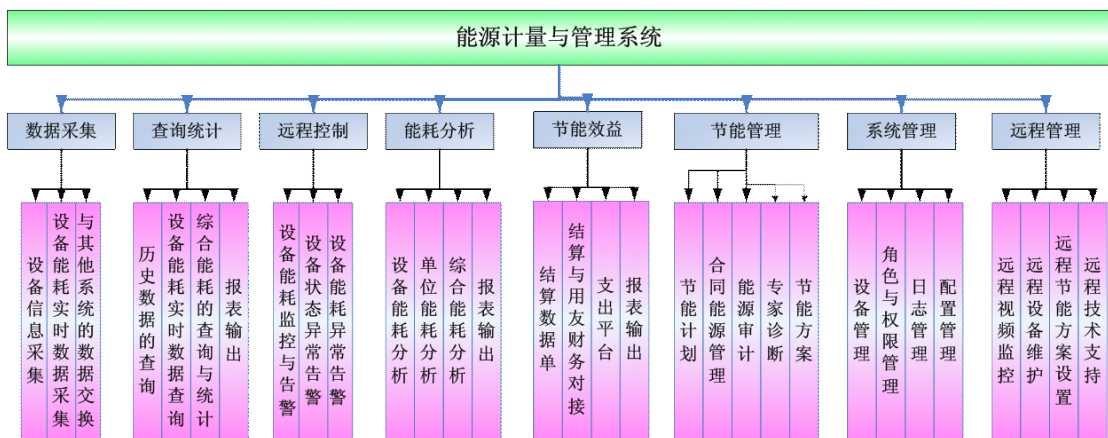 能源计量与管理系统
数据采集
查询统计
远程控制
能耗分析
节能效益
节能管理
系统管理
远程管理
设备信息采集
设备能耗实时数据采集
与其他系统的数据交换
历史数据的查询
设备能耗实时数据查询
综合能耗的查询与统计
报表输出
设备能耗监控与告警
设备状态异常告警
设备能耗异常告警
设备能耗分析
单位能耗分析
综合能耗分析
报表输出
结算数据单
结算与用友财务对接
支出平台
报表输出
节能计划
合同能源管理
能源审计
专家诊断
节能方案
设备管理
角色与权限管理
日志管理
配置管理
远程视频监控
远程设备维护
远程节能方案设置
远程技术支持